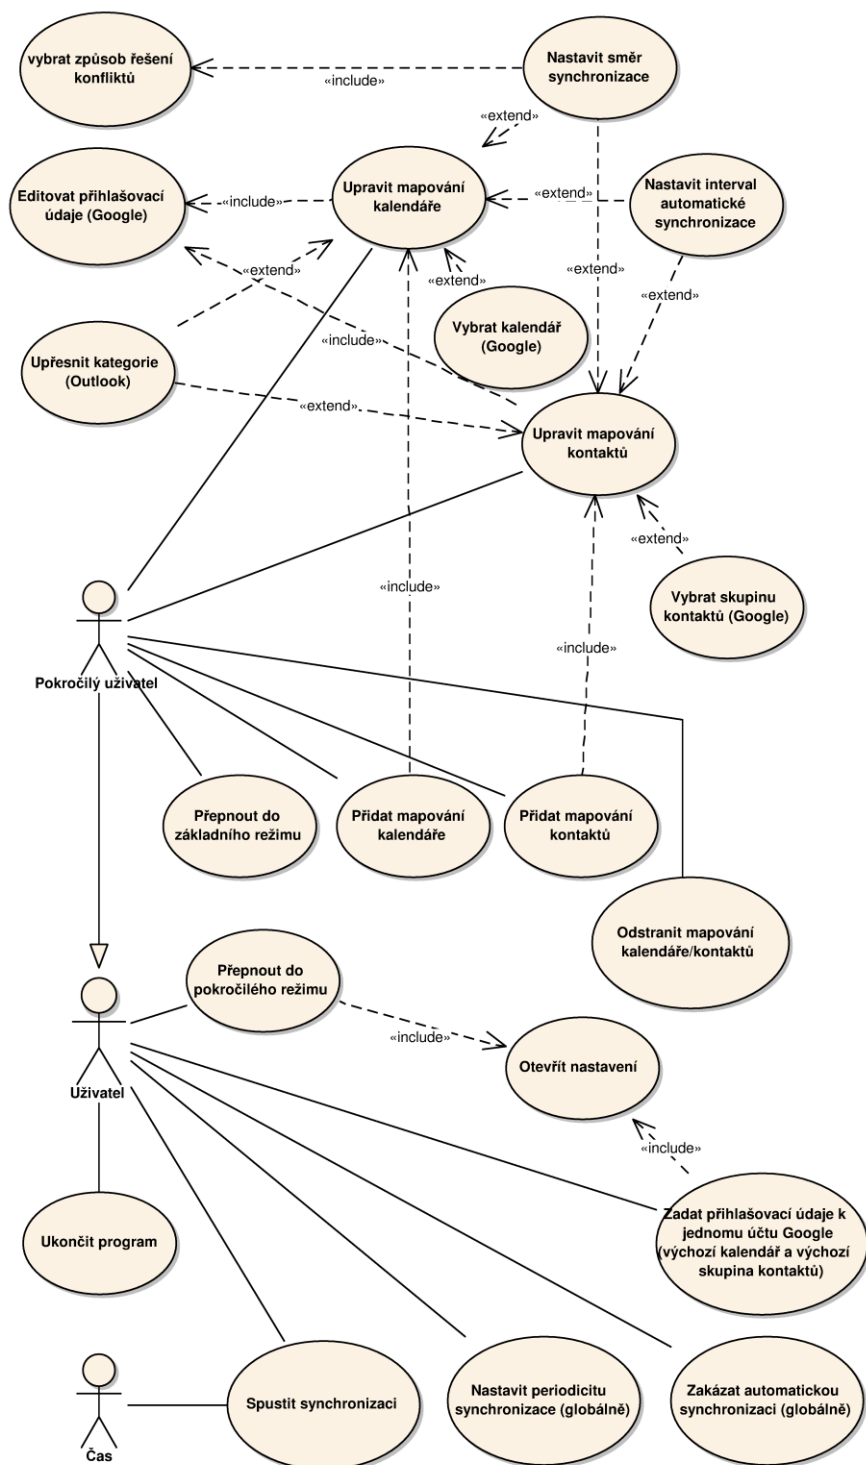 vybrat způsob řešení
konfliktů
Nastavit směr
synchronizace
«include»
«extend»
Editovat přihlašovací
údaje (Google)
Upravit mapování
kalendáře
Nastavit interval
automatické
synchronizace
«include»
«extend»
«extend»
«extend»
«extend»
«extend»
Vybrat kalendář
(Google)
«include»
Upřesnit kategorie
(Outlook)
«extend»
Upravit mapování
kontaktů
«extend»
«include»
Vybrat skupinu
kontaktů (Google)
«include»
Pokročilý uživatel
Přepnout do
základního režimu
Přidat mapování
kalendáře
Přidat mapování
kontaktů
Odstranit mapování
kalendáře/kontaktů
Přepnout do
pokročilého režimu
«include»
Otevřít nastavení
Uživatel
«include»
Zadat přihlašovací údaje k
jednomu účtu Google
(výchozí kalendář a výchozí
skupina kontaktů)
Ukončit program
Spustit synchronizaci
Nastavit periodicitu
synchronizace (globálně)
Zakázat automatickou
synchronizaci (globálně)
Čas